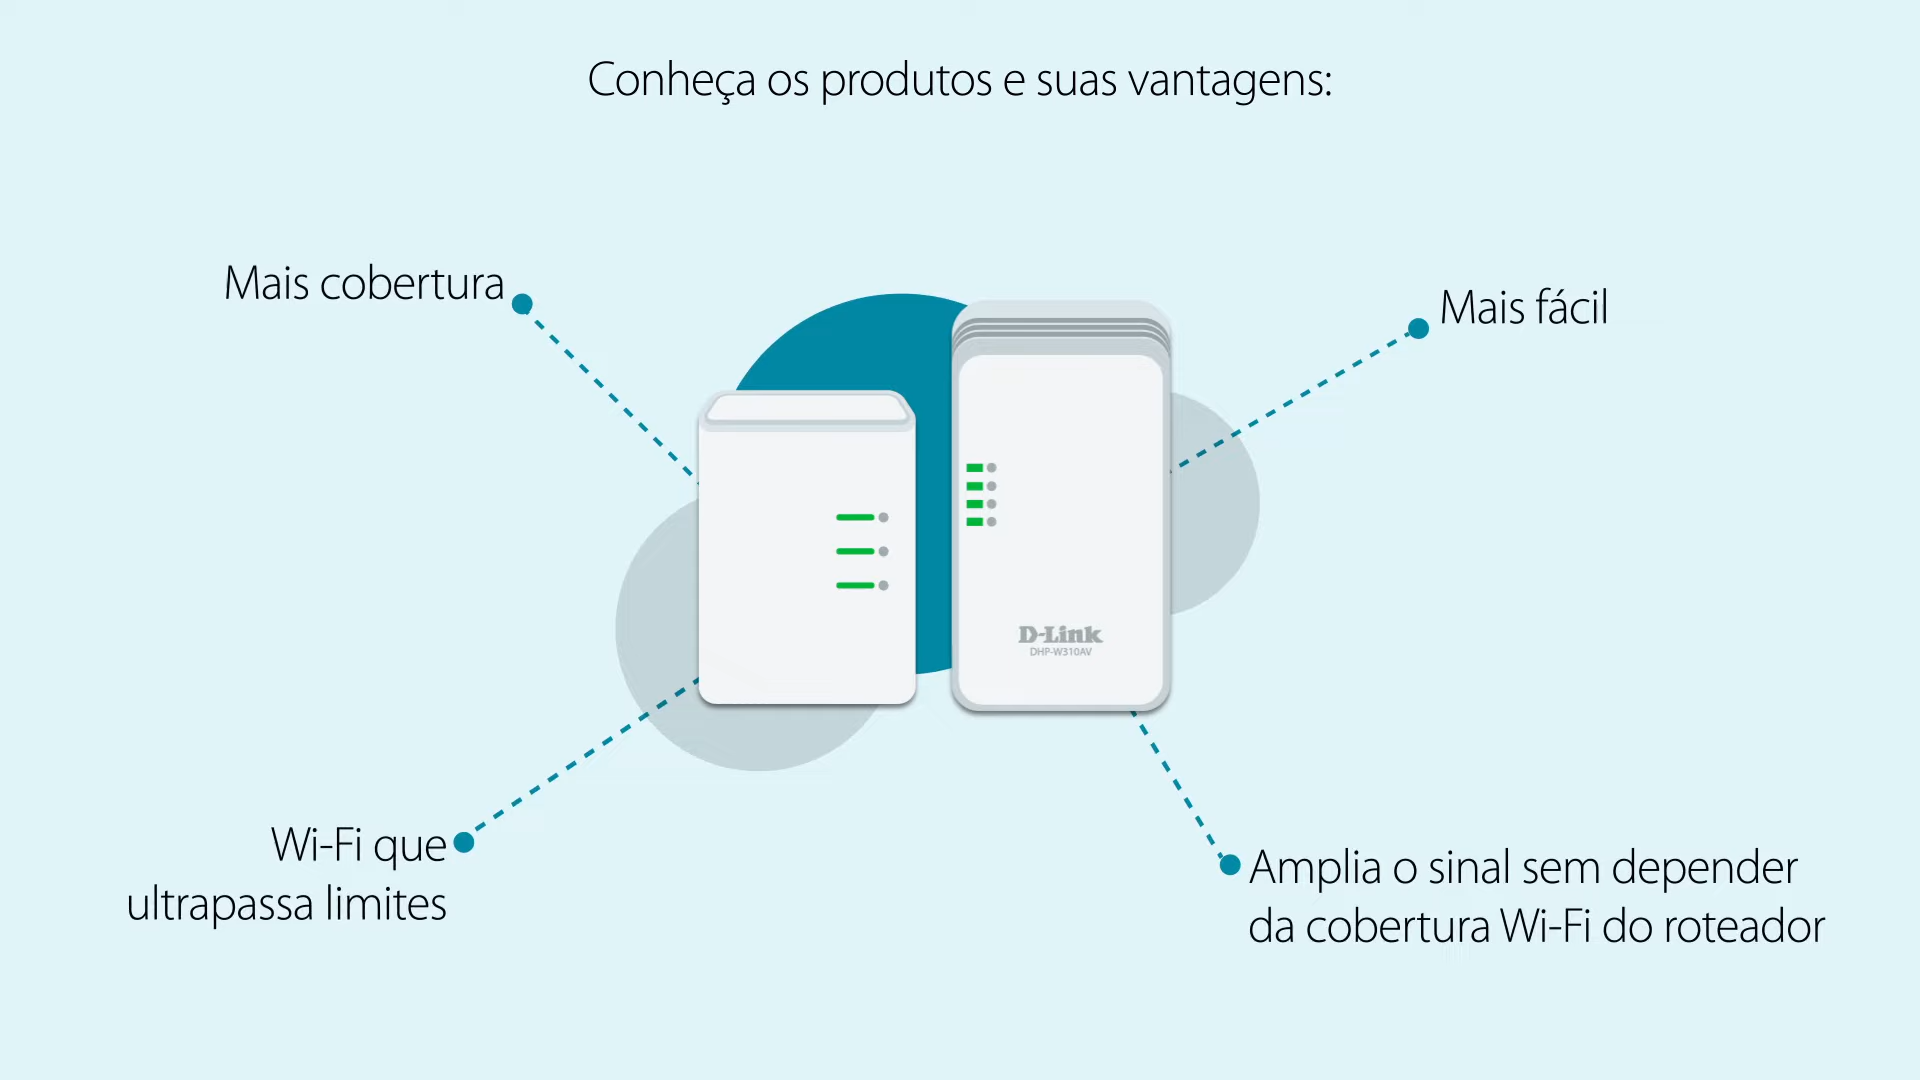 Conheça os produtos e suas vantagens:
Mais cobertura
Mais fácil
D-Link
DHP-W310AV
Wi-Fi que
ultrapassa limites
Amplia o sinal sem depender
da cobertura Wi-Fi do roteador